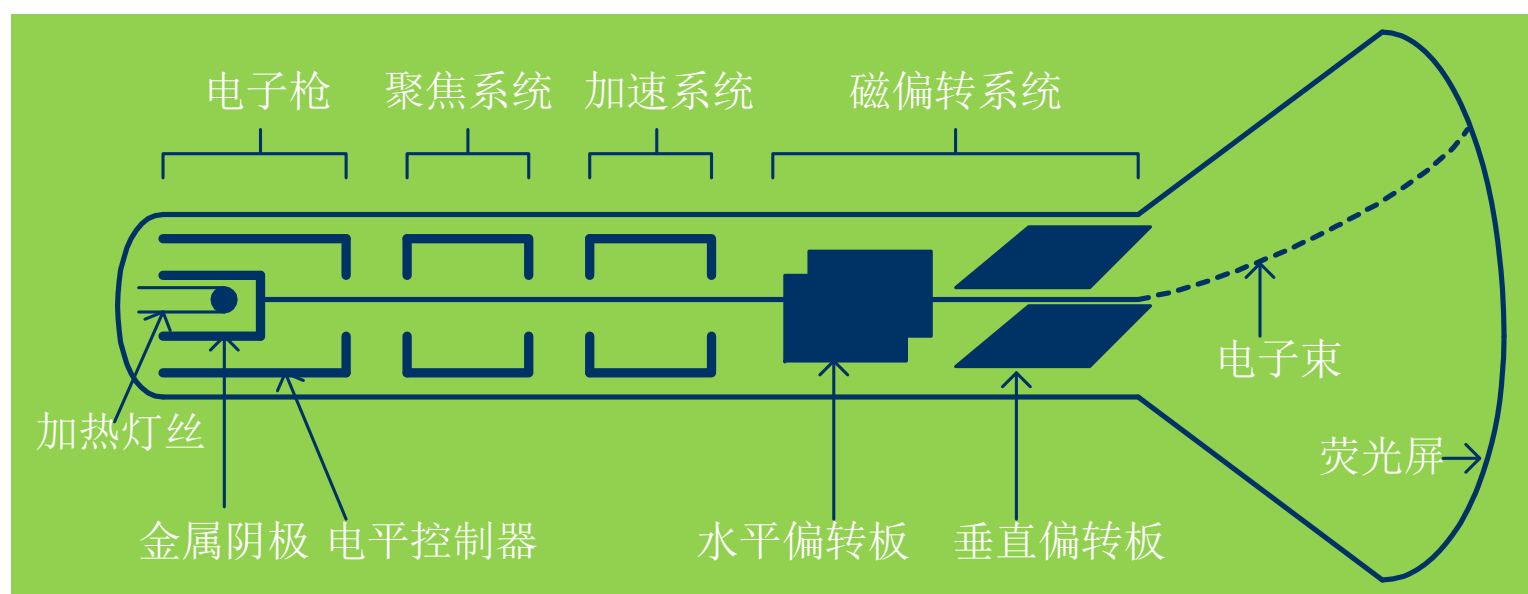 电子枪
聚焦系统
加速系统
磁偏转系统
电子束
加热灯丝
荧光屏
金属阴极
电平控制器
水平偏转板
垂直偏转板